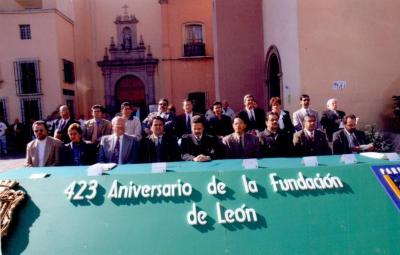 423 Aniversario de la Fundación
de León